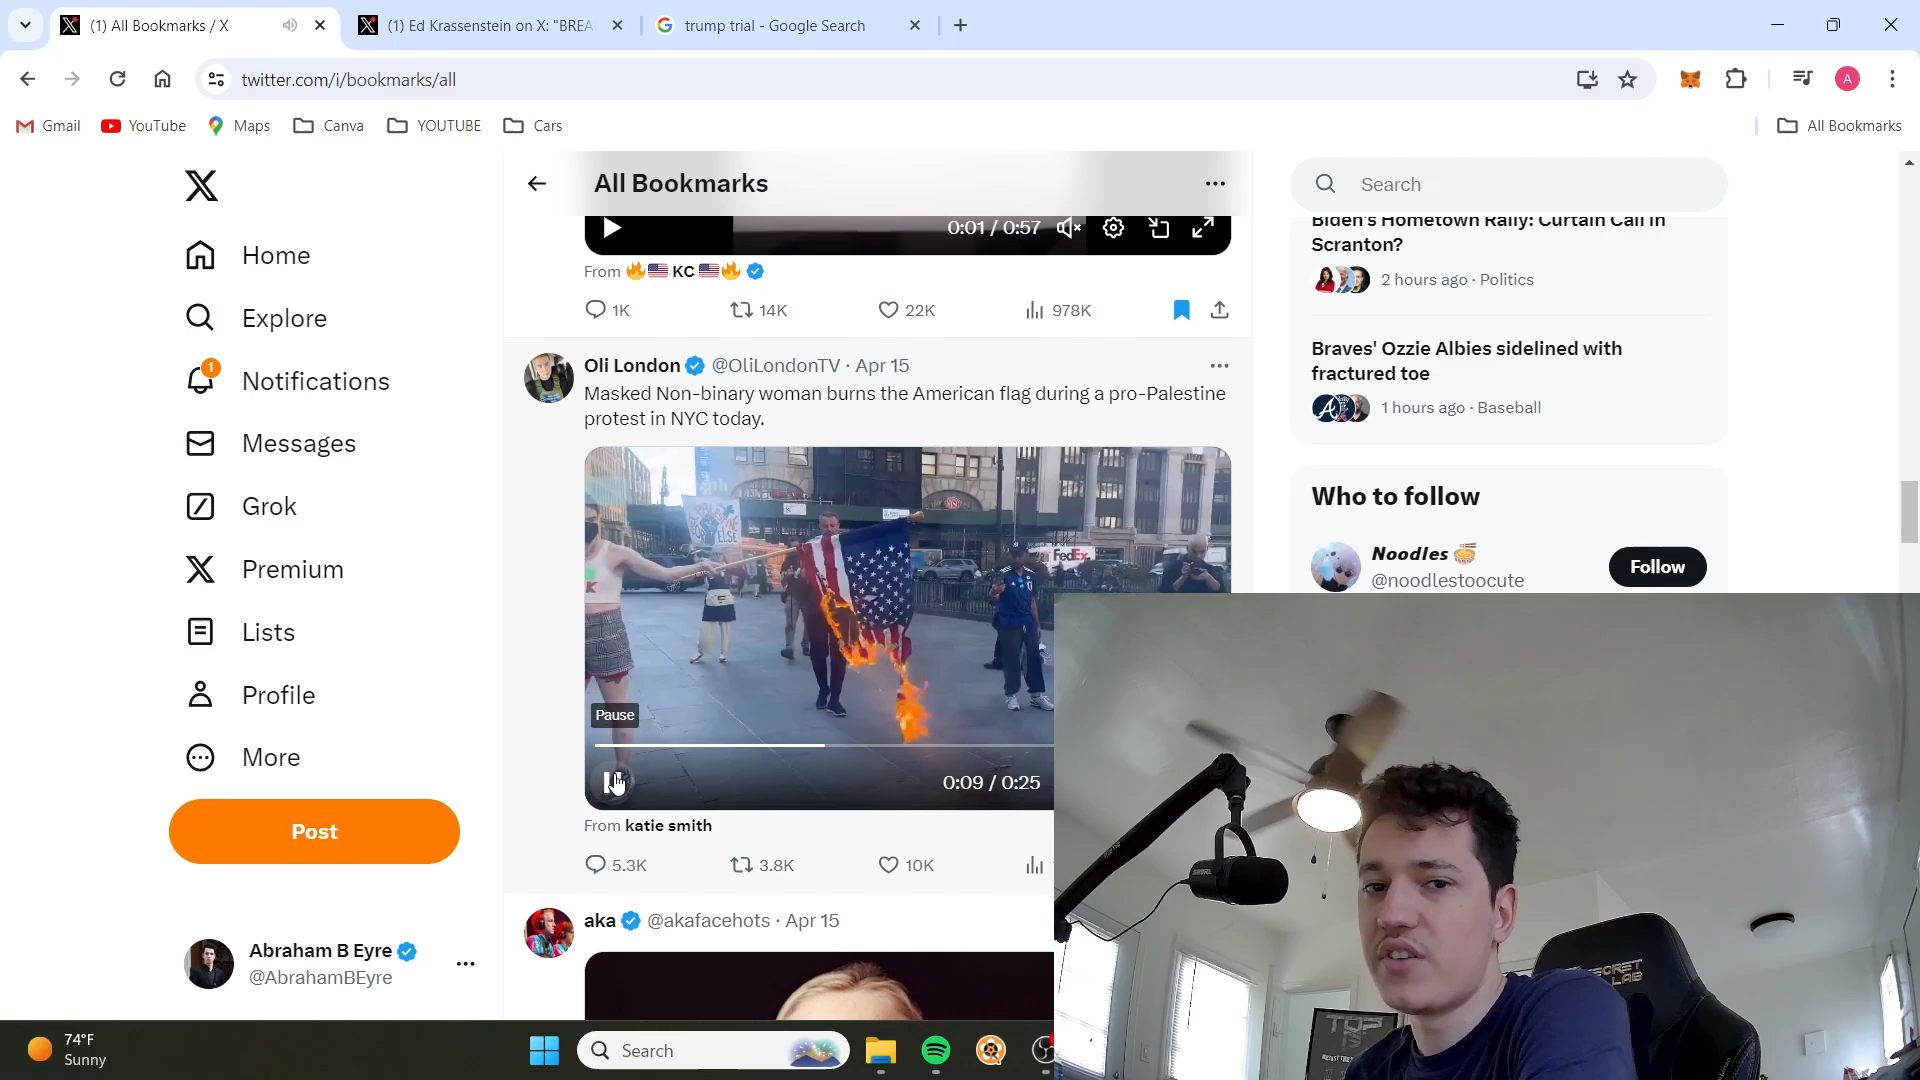 (1) All Bookmarks / X
(1) Ed Krassenstein on X: "BREA
trump trial - Google Search
twitter.com/i/bookmarks/all
A
Gmail
YouTube
Maps
Canva
YOUTUBE
Cars
All Bookmarks
All Bookmarks
Search
Home
Explore
1
Notifications
Messages
Grok
Premium
Lists
Profile
More
Post
Abraham B Eyre
@AbrahamBEyre
0:01 / 0:57
From 🔥🇺🇸 KC 🇺🇸🔥
1K 14K 22K 978K
Oli London @OliLondonTV · Apr 15
Masked Non-binary woman burns the American flag during a pro-Palestine
protest in NYC today.
ELSE
FedEx
Pause
0:09 / 0:25
From katie smith
5.3K 3.8K 10K
aka @akafacehots · Apr 15
Biden's Hometown Rally: Curtain Call in
Scranton?
2 hours ago · Politics
Braves' Ozzie Albies sidelined with
fractured toe
1 hours ago · Baseball
Who to follow
Noodles 🍜
@noodlestoocute
Follow
SECRET
LAB
74°F
Sunny
Search